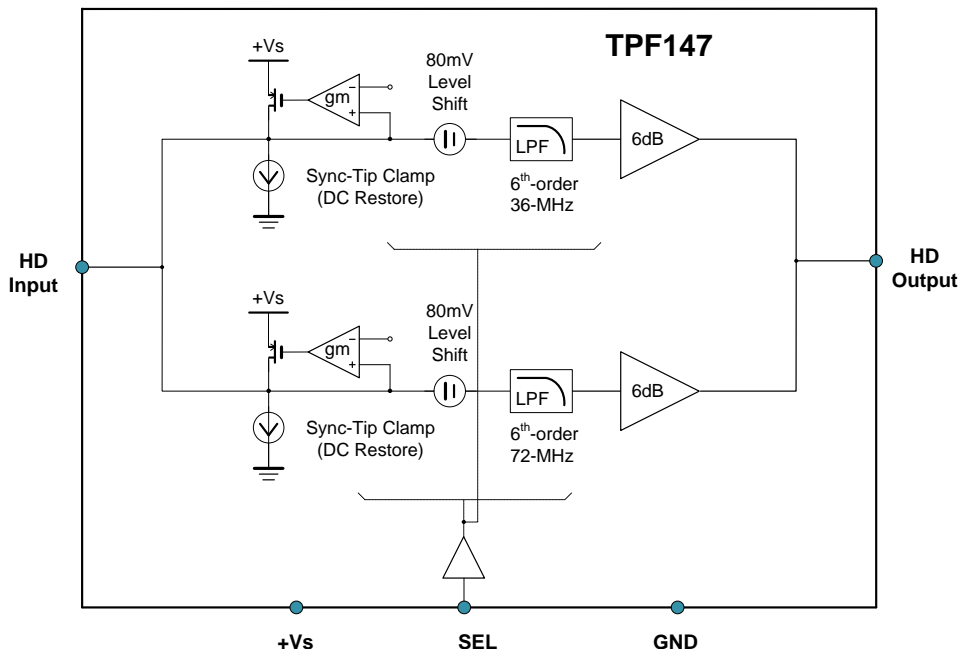 TPF147
+Vs
gm
−
+
80mV
Level
Shift
LPF
6dB
Sync-Tip Clamp
(DC Restore)
6th-order
36-MHz
HD
Input
HD
Output
+Vs
gm
−
+
80mV
Level
Shift
LPF
6dB
Sync-Tip Clamp
(DC Restore)
6th-order
72-MHz
+Vs
SEL
GND